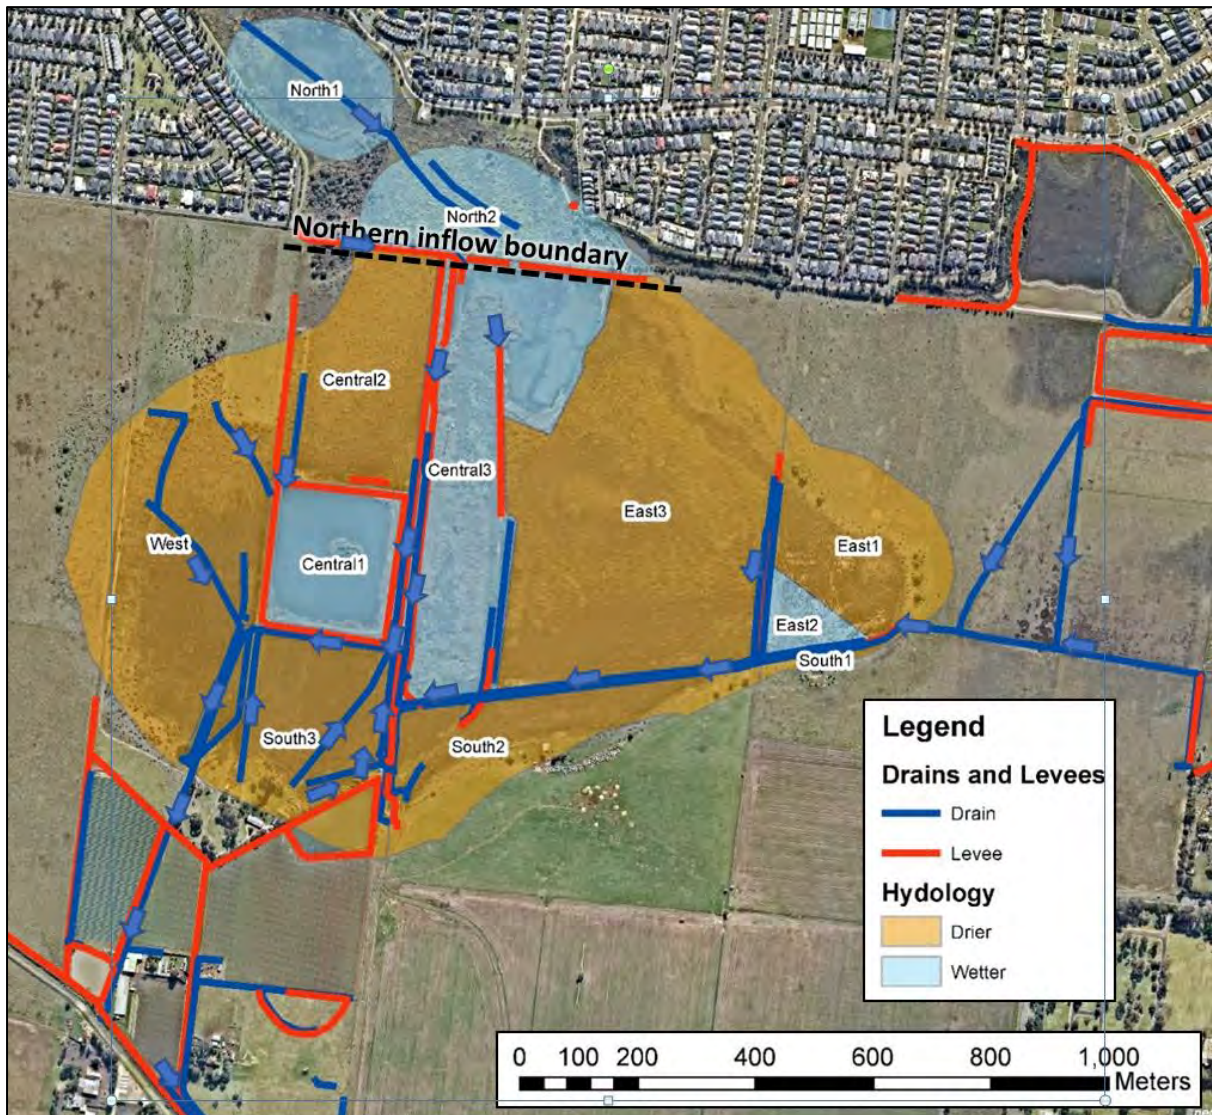 North1
North2
Northern inflow boundary
Central2
Central3
East3
West
Central1
East1
East2
South1
South3
South2
Legend
Drains and Levees
Drain
Levee
Hydology
Drier
Wetter
0 100 200 400 600 800 1,000
Meters